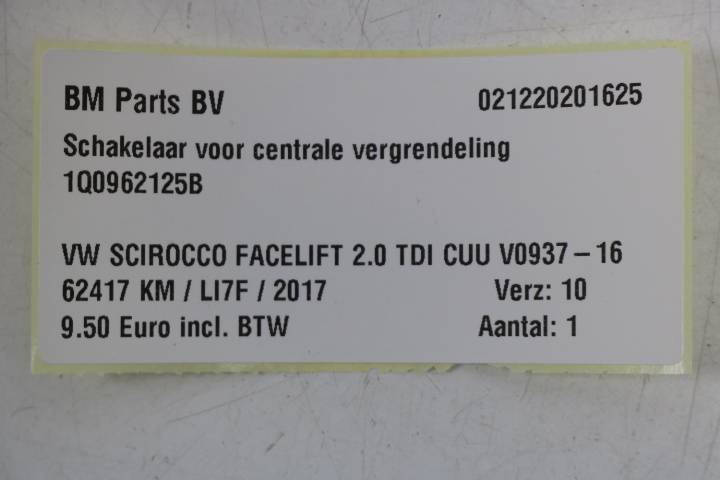 BM Parts BV 021220201625
Schakelaar voor centrale vergrendeling
1Q0962125B
VW SCIROCCO FACELIFT 2.0 TDI CUU V0937 – 16
62417 KM / LI7F / 2017 Verz: 10
9.50 Euro incl. BTW Aantal: 1